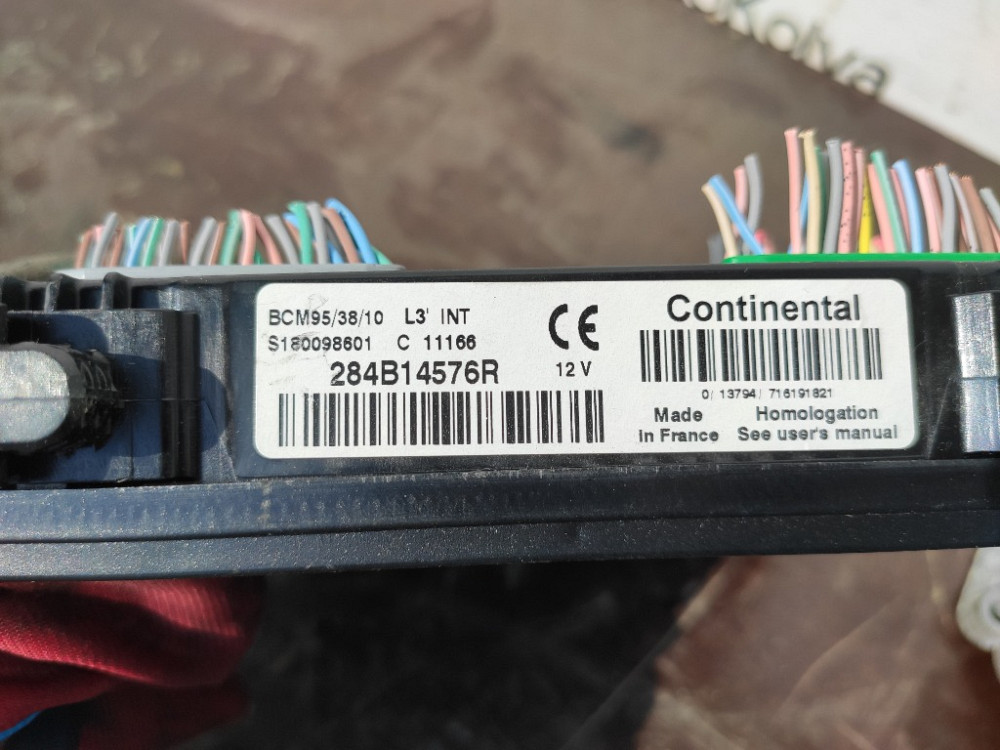 BCM95/38/10 L3' INT
S180098601 C 11166
284B14576R
CE
12 V
Continental
0/ 13794/ 716191821
Made
in France
Homologation
See user's manual